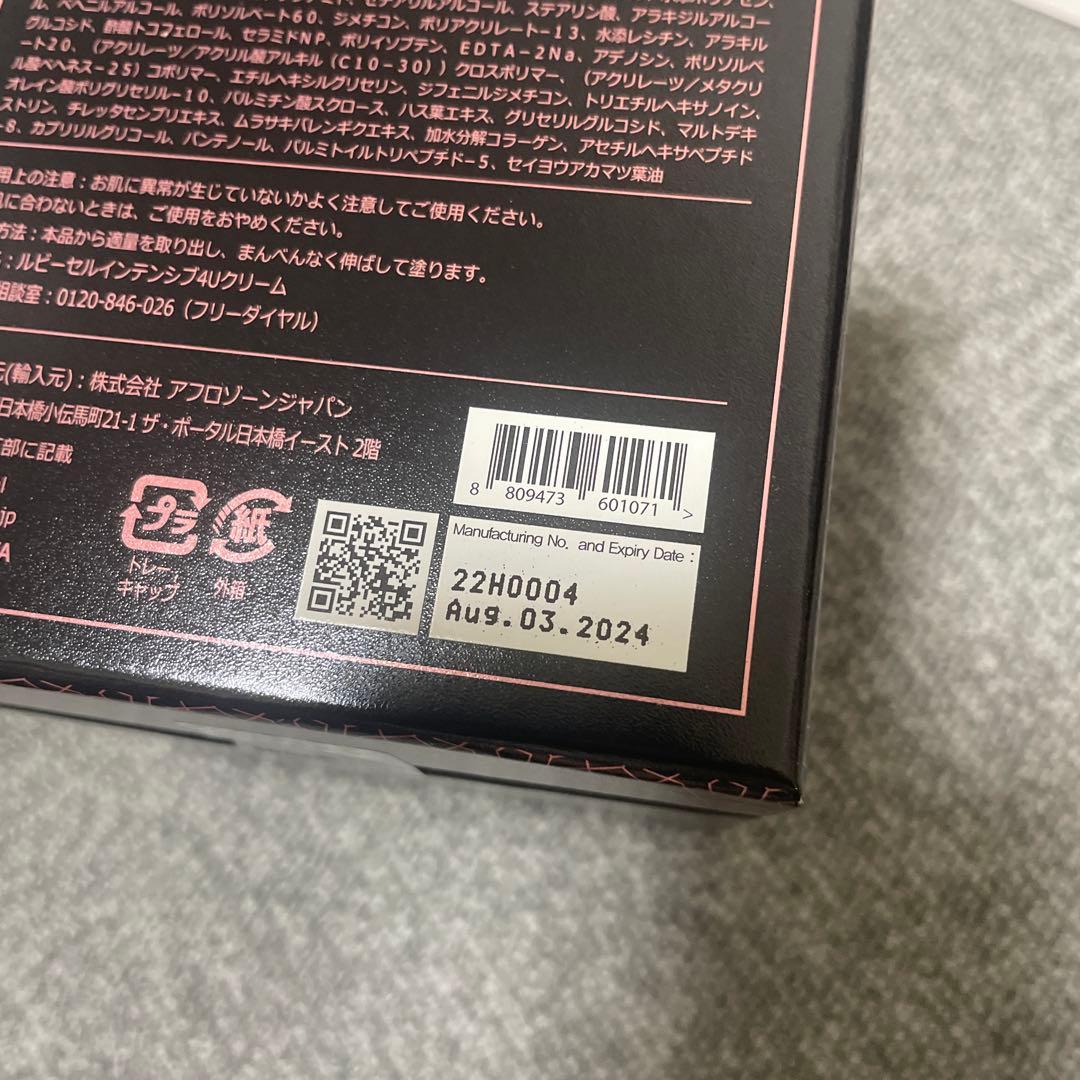 ル、ベヘニルアルコール、ポリソルベート60、ジメチコン、ポリアクリレート-13、水添レシチン、アラキル
グルコシド、酢酸トコフェロール、セラミドNP、ポリイソブテン、EDTA-2Na、アデノシン、ポリソルベ
ート20、（アクリレーツ/アクリル酸アルキル（C10-30））クロスポリマー、（アクリレーツ/メタクリ
ル酸ベヘネス-25）コポリマー、エチルヘキシルグリセリン、ジフェニルジメチコン、トリエチルヘキサノイン、
オレイン酸ポリグリセリル-10、パルミチン酸スクロース、ハス葉エキス、グリセリルグルコシド、マルトデキ
ストリン、チレッタセンブリエキス、ムラサキバレンギクエキス、加水分解コラーゲン、アセチルヘキサペプチド
-8、カプリリルグリコール、パンテノール、パルミトイルトリペプチド-5、セイヨウアカマツ葉油
用上の注意：お肌に異常が生じていないかよく注意してご使用ください。
に合わないときは、ご使用をおやめください。
方法：本品から適量を取り出し、まんべんなく伸ばして塗ります。
：ルビーセルインテンシブ4Uクリーム
相談室：0120-846-026（フリーダイヤル）
元(輸入元)：株式会社 アフロゾーンジャパン
日本橋小伝馬町21-1 ザ・ポータル日本橋イースト 2階
部に記載
jp
プラ
トレー
キャップ
紙
外箱
8 809473 601071 >
Manufacturing No. and Expiry Date :
22H0004
Aug.03.2024